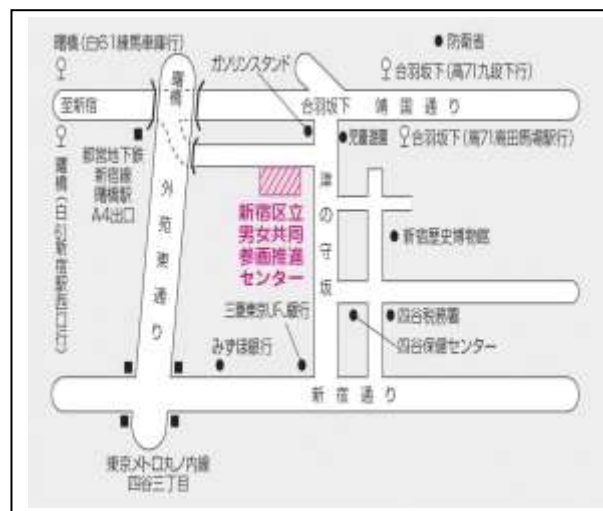 曙橋(白61練馬車庫行)
曙橋
ガソリンスタンド
防衛省
合羽坂下(高71九段下行)
至新宿
合羽坂下
靖国通り
児童遊園
合羽坂下(高71高田馬場駅行)
都営地下鉄
新宿線
曙橋駅
A4出口
曙橋(白61新宿駅西口行)
外苑東通り
新宿区立
男女共同
参画推進
センター
津の守坂
新宿歴史博物館
三菱東京UFJ銀行
みずほ銀行
四谷税務署
四谷保健センター
新宿通り
東京メトロ丸ノ内線
四谷三丁目